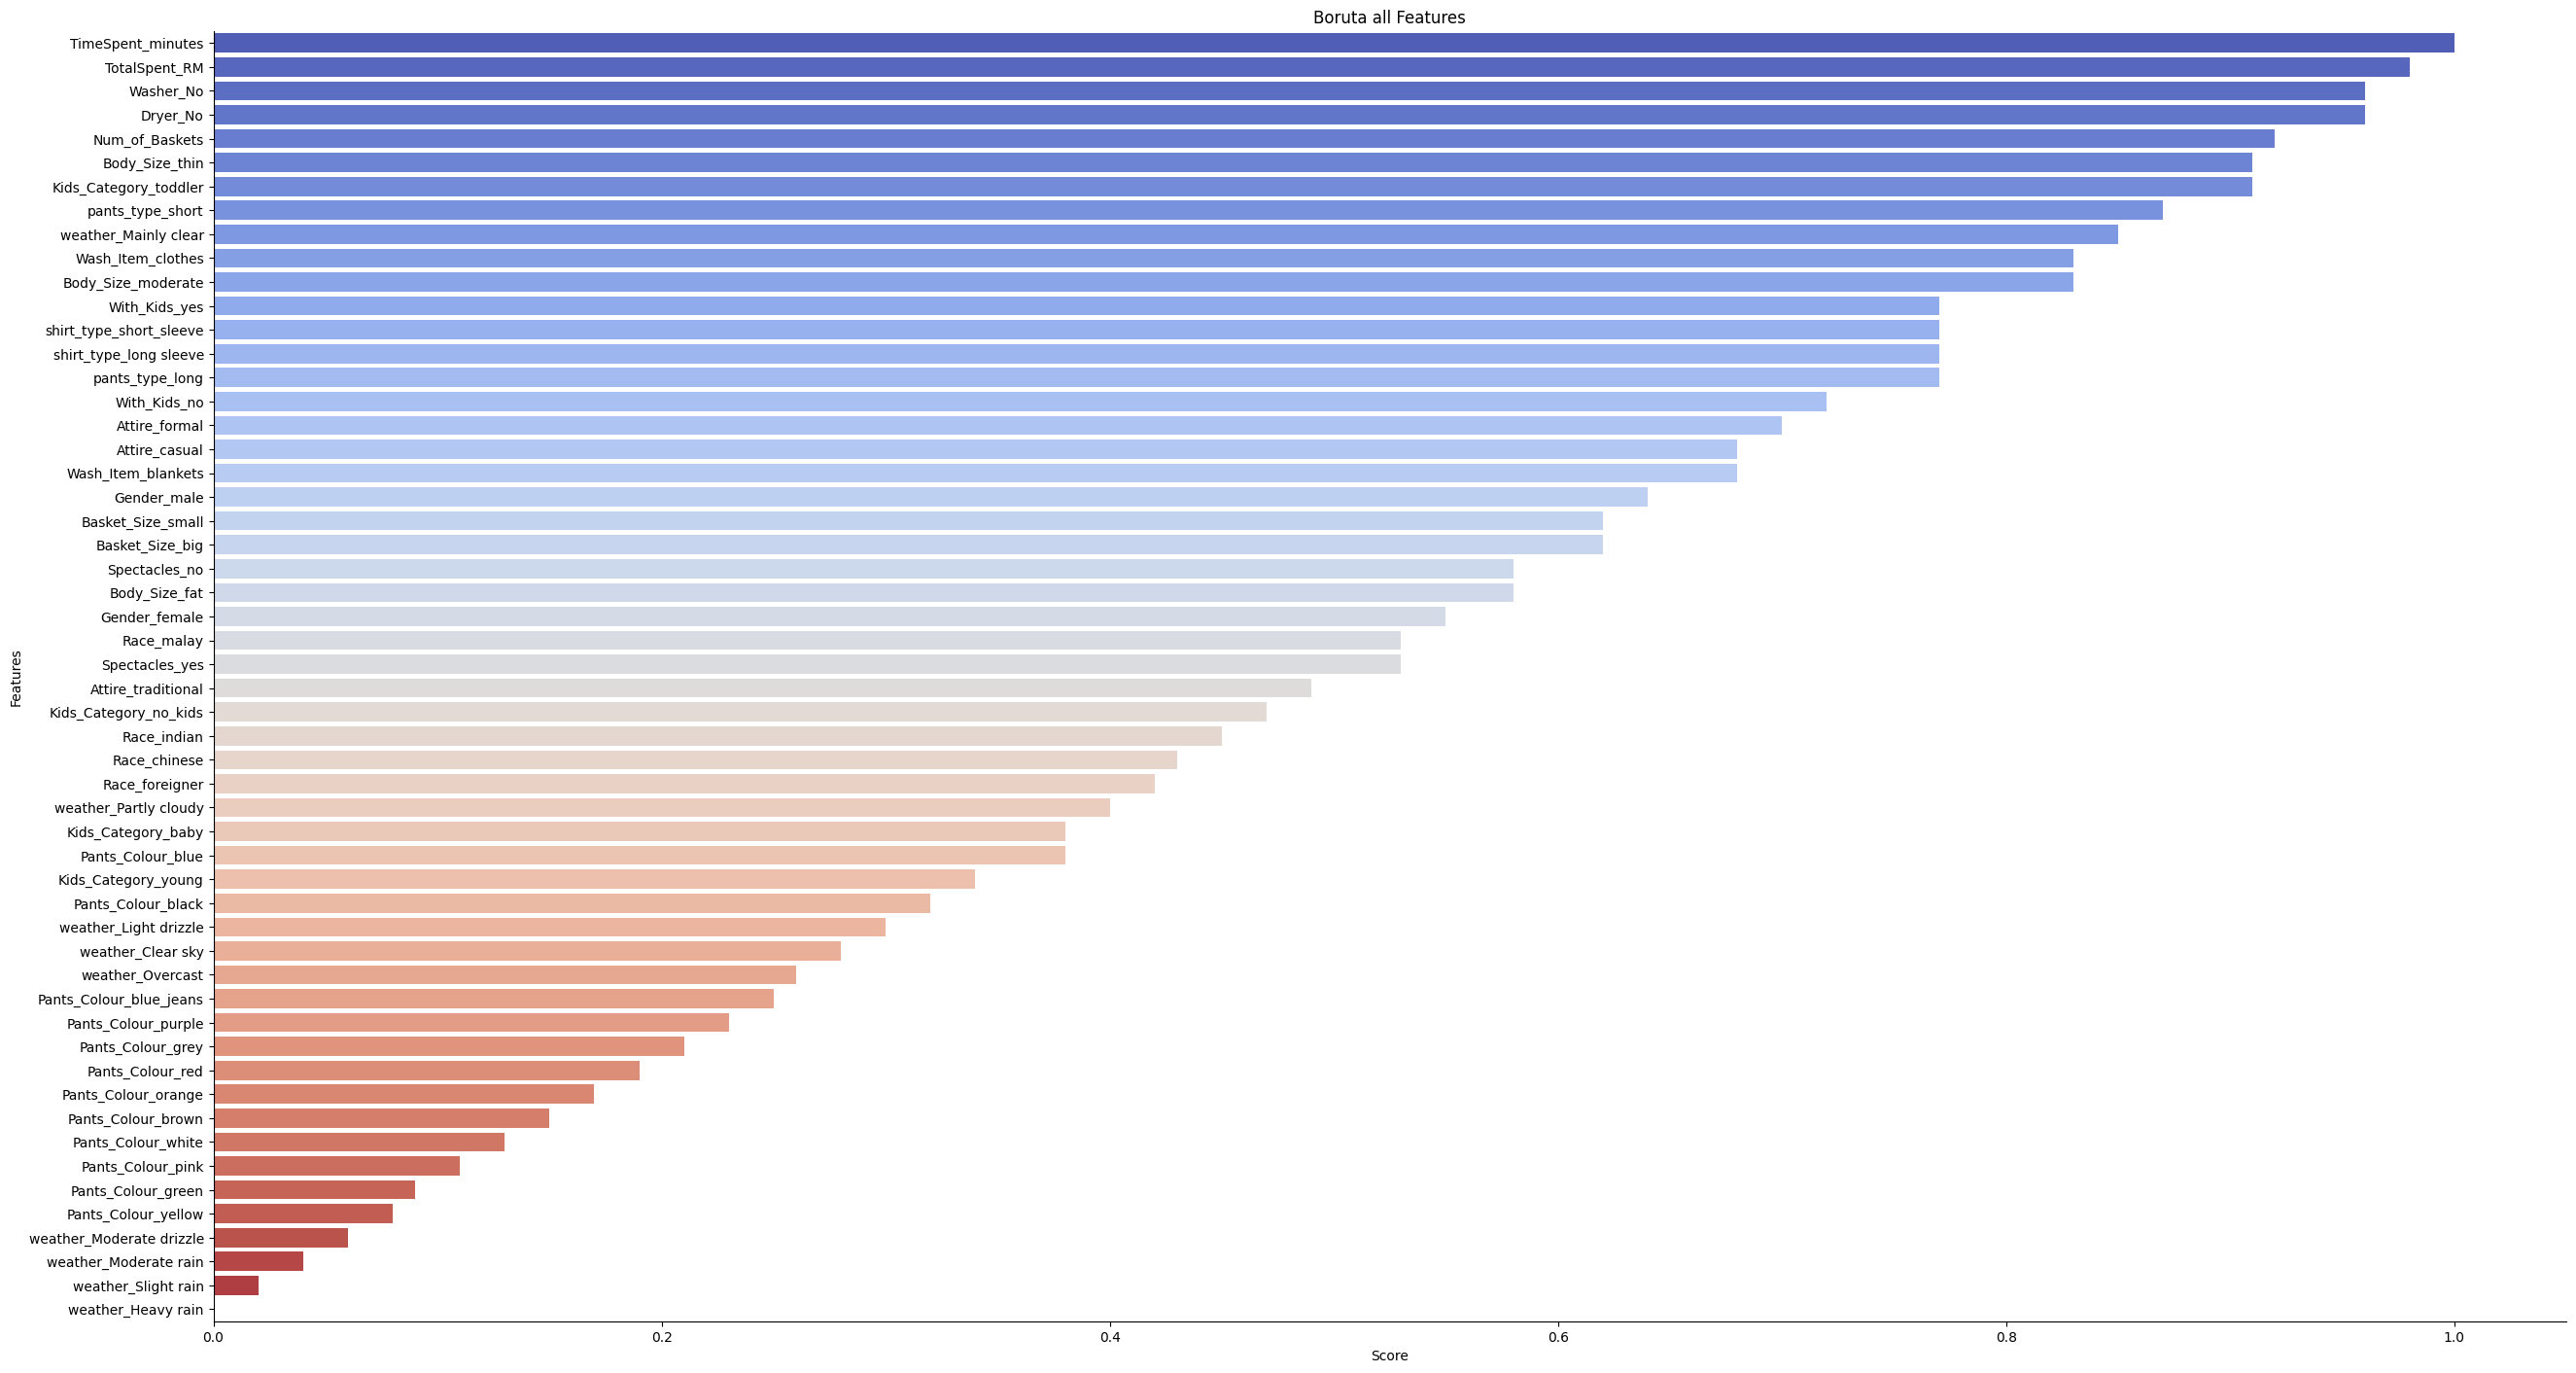 Boruta all Features
TimeSpent_minutes
TotalSpent_RM
Washer_No
Dryer_No
Num_of_Baskets
Body_Size_thin
Kids_Category_toddler
pants_type_short
weather_Mainly clear
Wash_Item_clothes
Body_Size_moderate
With_Kids_yes
shirt_type_short_sleeve
shirt_type_long sleeve
pants_type_long
With_Kids_no
Attire_formal
Attire_casual
Wash_Item_blankets
Gender_male
Basket_Size_small
Basket_Size_big
Spectacles_no
Body_Size_fat
Gender_female
Race_malay
Spectacles_yes
Attire_traditional
Kids_Category_no_kids
Race_indian
Race_chinese
Race_foreigner
weather_Partly cloudy
Kids_Category_baby
Pants_Colour_blue
Kids_Category_young
Pants_Colour_black
weather_Light drizzle
weather_Clear sky
weather_Overcast
Pants_Colour_blue_jeans
Pants_Colour_purple
Pants_Colour_grey
Pants_Colour_red
Pants_Colour_orange
Pants_Colour_brown
Pants_Colour_white
Pants_Colour_pink
Pants_Colour_green
Pants_Colour_yellow
weather_Moderate drizzle
weather_Moderate rain
weather_Slight rain
weather_Heavy rain
Features
0.0 0.2 0.4 0.6 0.8 1.0
Score